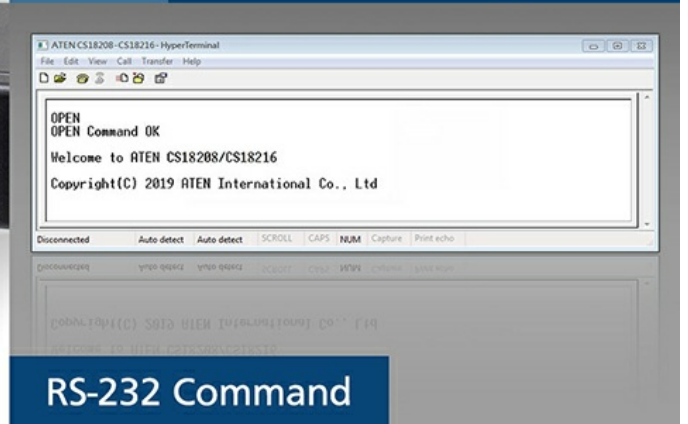 ATEN CS18208-CS18216 - HyperTerminal
File Edit View Call Transfer Help
OPEN
OPEN Command OK
Welcome to ATEN CS18208/CS18216
Copyright(C) 2019 ATEN International Co., Ltd
Disconnected Auto detect Auto detect SCROLL CAPS NUM Capture Print echo
RS-232 Command